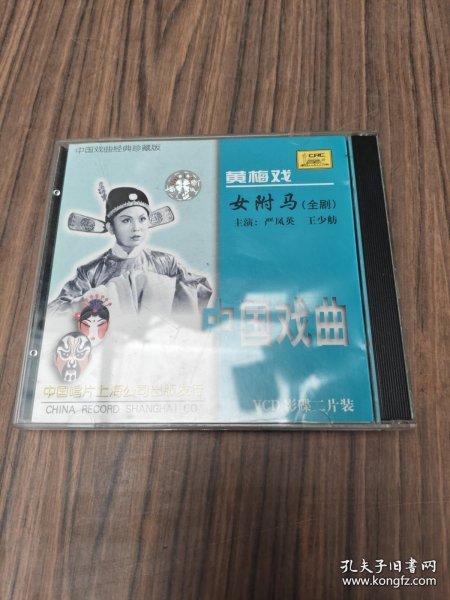 中国戏曲经典珍藏版
CRC
黄梅戏
女附马(全剧)
主演：严凤英 王少舫
中国戏曲
中国唱片上海公司出版发行
CHINA RECORD SHANGHAI CO
VCD影碟二片装
孔夫子旧书网
www.kongfz.com